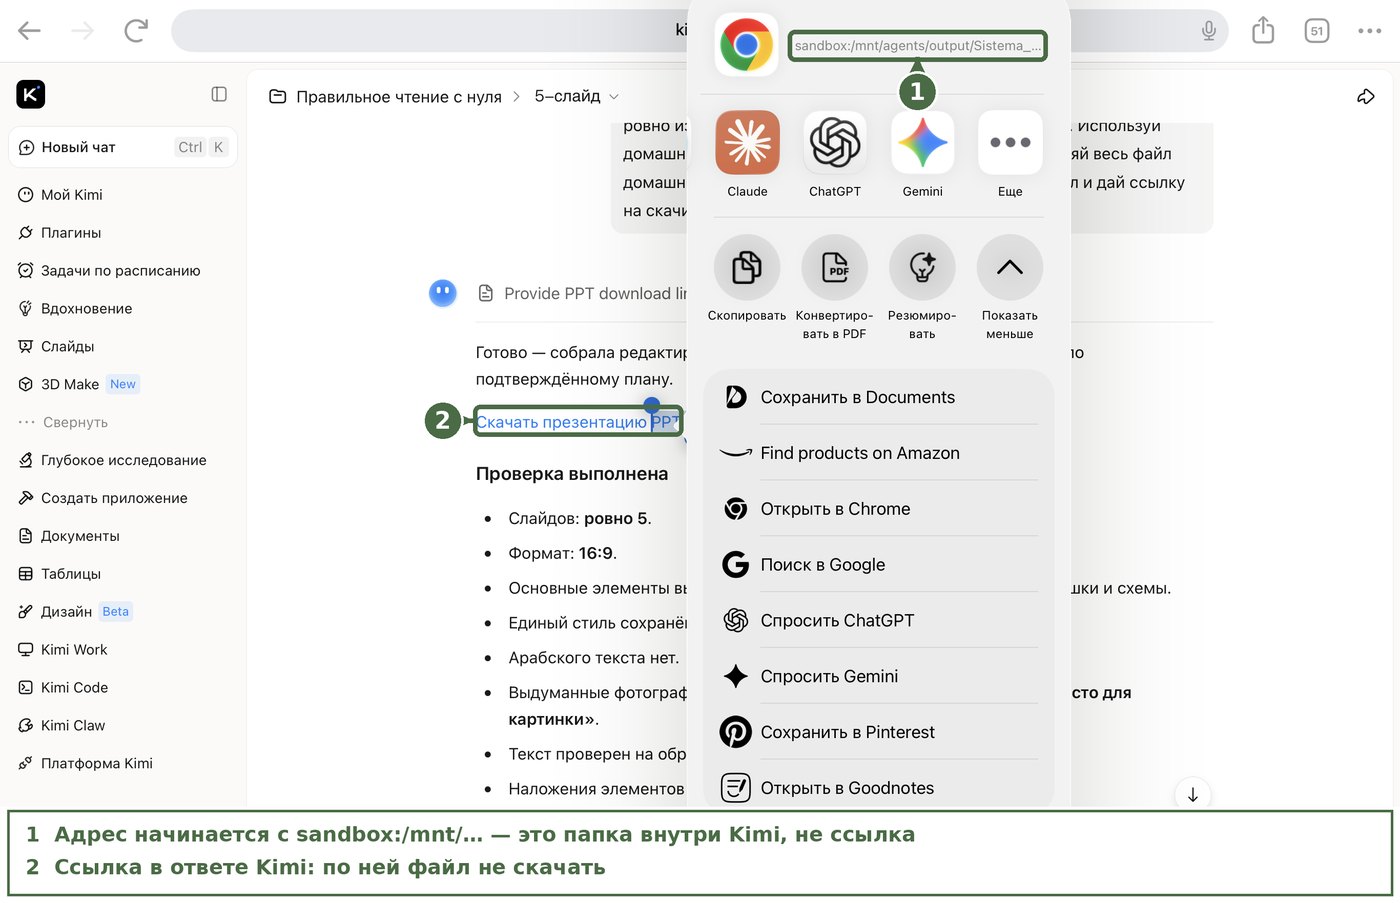 ki
51
sandbox:/mnt/agents/output/Sistema_...
1
Правильное чтение с нуля > 5–слайд
Новый чат Ctrl K
Мой Kimi
Плагины
Задачи по расписанию
Вдохновение
Слайды
3D Make New
Свернуть
Глубокое исследование
Создать приложение
Документы
Таблицы
Дизайн Beta
Kimi Work
Kimi Code
Kimi Claw
Платформа Kimi
ровно из
. Используй
домашн
яй весь файл
домашн
л и дай ссылку
на скачи
Provide PPT download lin
Готово — собрала редактир
по
подтверждённому плану.
2
Скачать презентацию PPT
Проверка выполнена
Слайдов: ровно 5.
Формат: 16:9.
Основные элементы вы
шки и схемы.
Единый стиль сохранён
Арабского текста нет.
Выдуманные фотограф
сто для
картинки».
Текст проверен на обр
Наложения элементов
Claude
ChatGPT
Gemini
Еще
Скопировать
PDF
Конвертиро-
вать в PDF
Резюмиро-
вать
Показать
меньше
Сохранить в Documents
Find products on Amazon
Открыть в Chrome
Поиск в Google
Спросить ChatGPT
Спросить Gemini
Сохранить в Pinterest
Открыть в Goodnotes
1 Адрес начинается с sandbox:/mnt/... — это папка внутри Kimi, не ссылка
2 Ссылка в ответе Kimi: по ней файл не скачать